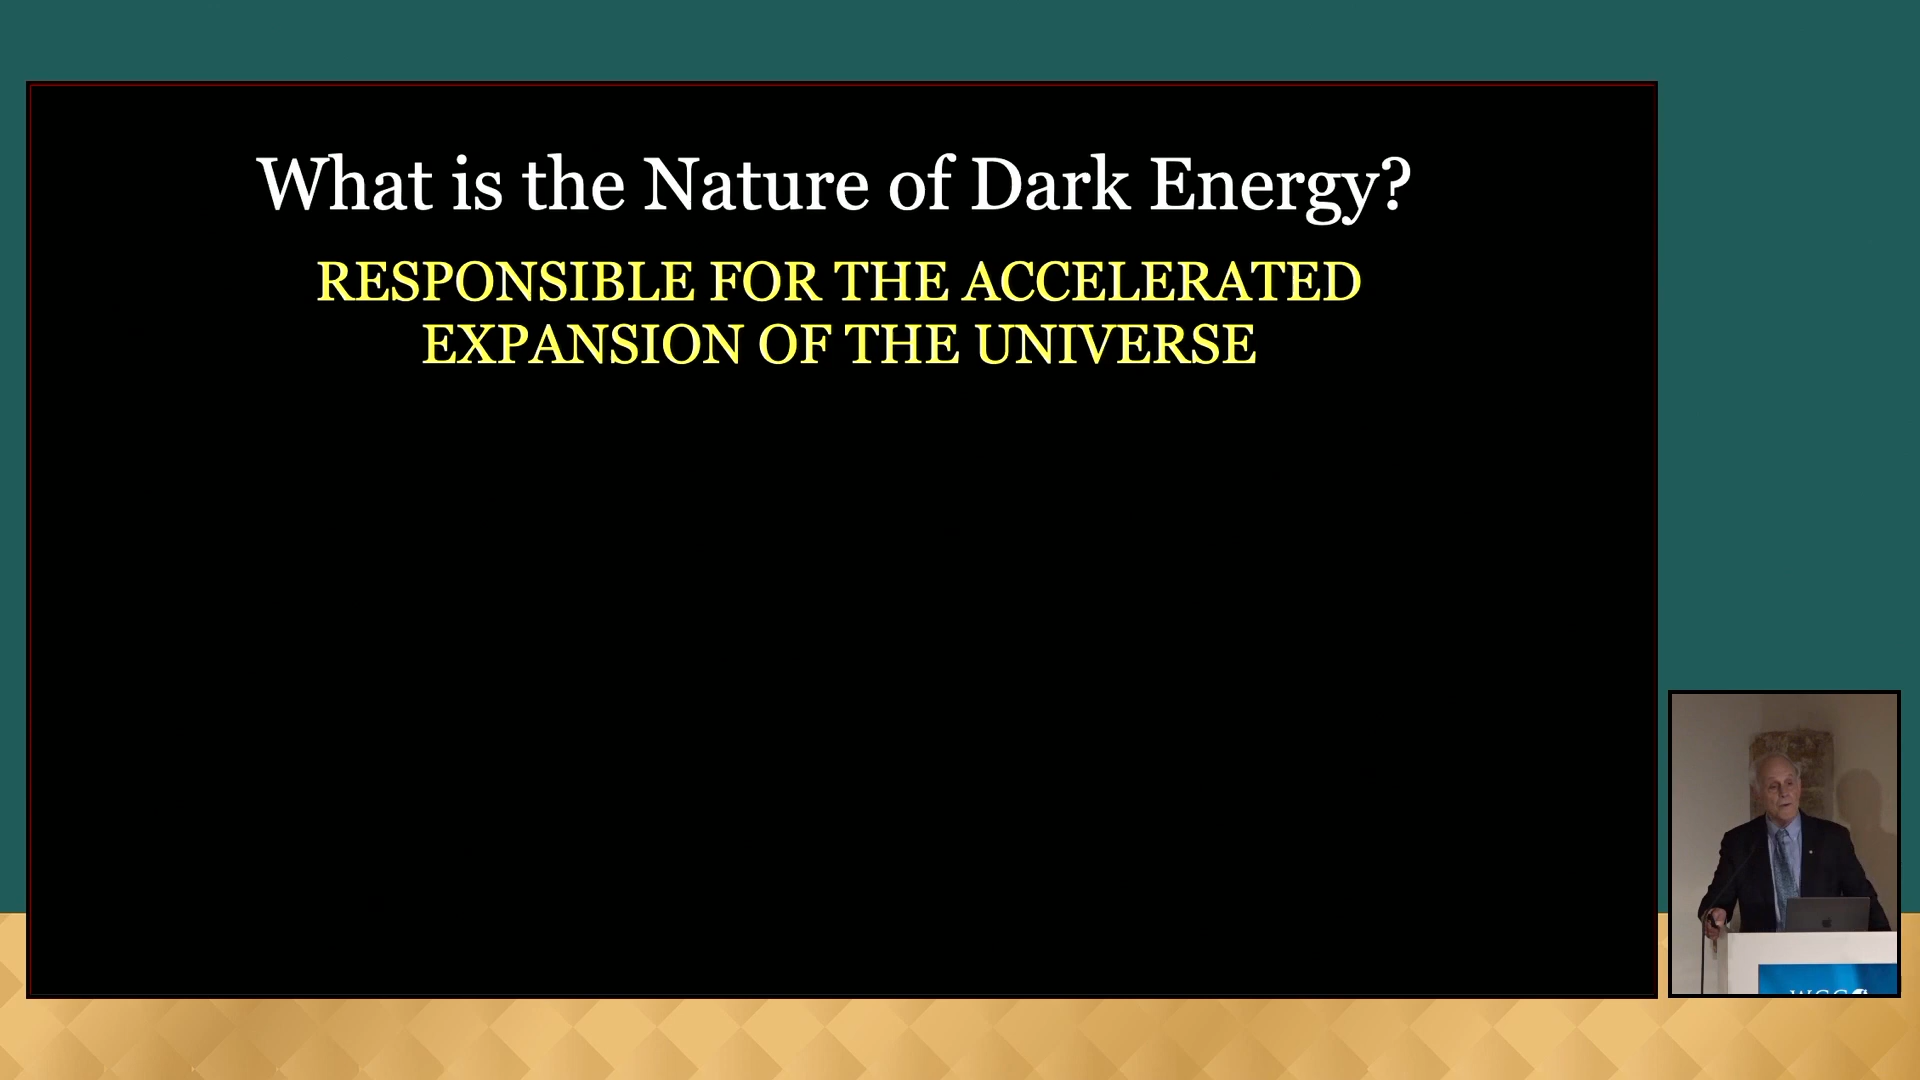 What is the Nature of Dark Energy?
RESPONSIBLE FOR THE ACCELERATED
EXPANSION OF THE UNIVERSE